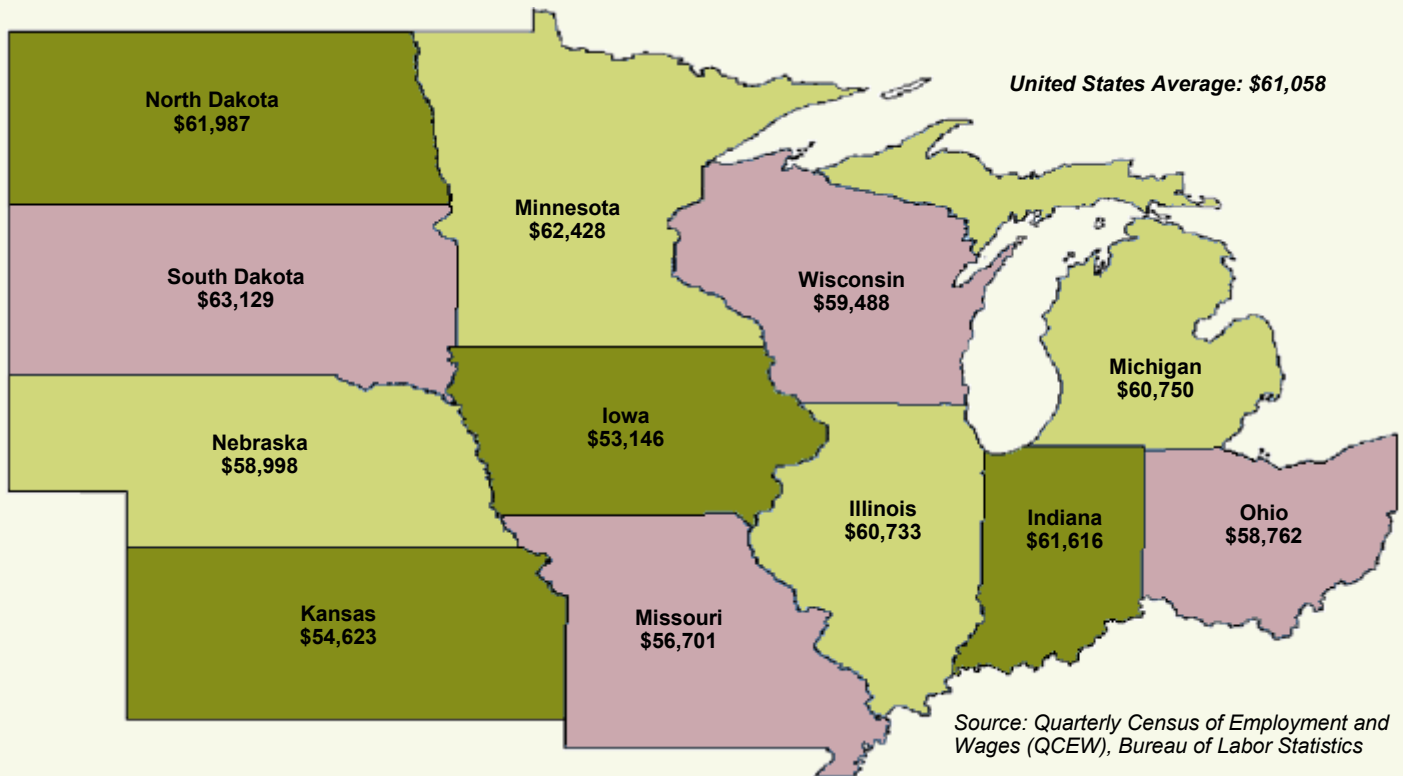 United States Average: $61,058
North Dakota
$61,987
Minnesota
$62,428
South Dakota
$63,129
Wisconsin
$59,488
Michigan
$60,750
Nebraska
$58,998
Iowa
$53,146
Illinois
$60,733
Indiana
$61,616
Ohio
$58,762
Kansas
$54,623
Missouri
$56,701
Source: Quarterly Census of Employment and
Wages (QCEW), Bureau of Labor Statistics